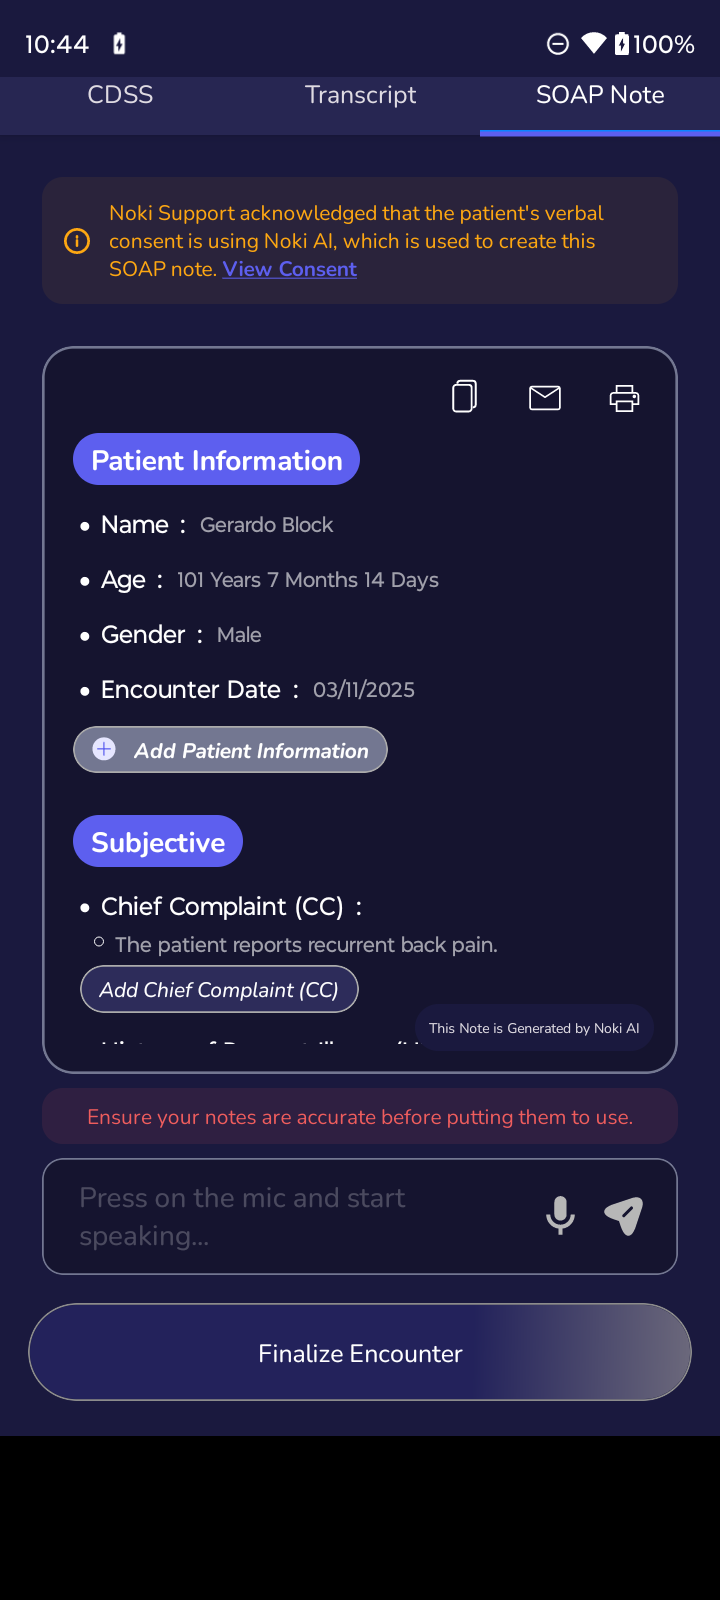 10:44
100%
CDSS
Transcript
SOAP Note
Noki Support acknowledged that the patient's verbal
consent is using Noki AI, which is used to create this
SOAP note. View Consent
Patient Information
• Name : Gerardo Block
• Age : 101 Years 7 Months 14 Days
• Gender : Male
• Encounter Date : 03/11/2025
Add Patient Information
Subjective
• Chief Complaint (CC) :
○ The patient reports recurrent back pain.
Add Chief Complaint (CC)
This Note is Generated by Noki AI
Ensure your notes are accurate before putting them to use.
Press on the mic and start
speaking...
Finalize Encounter